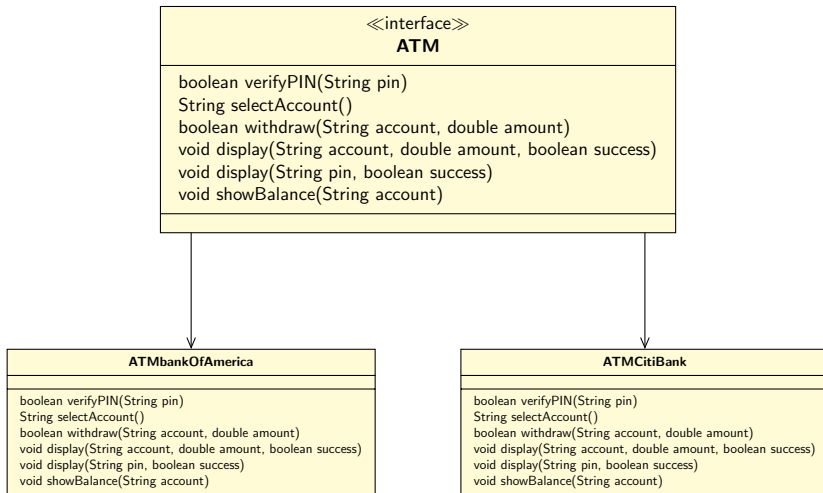 ≪interface≫
ATM
boolean verifyPIN(String pin)
String selectAccount()
boolean withdraw(String account, double amount)
void display(String account, double amount, boolean success)
void display(String pin, boolean success)
void showBalance(String account)
ATMbankOfAmerica
boolean verifyPIN(String pin)
String selectAccount()
boolean withdraw(String account, double amount)
void display(String account, double amount, boolean success)
void display(String pin, boolean success)
void showBalance(String account)
ATMCitiBank
boolean verifyPIN(String pin)
String selectAccount()
boolean withdraw(String account, double amount)
void display(String account, double amount, boolean success)
void display(String pin, boolean success)
void showBalance(String account)